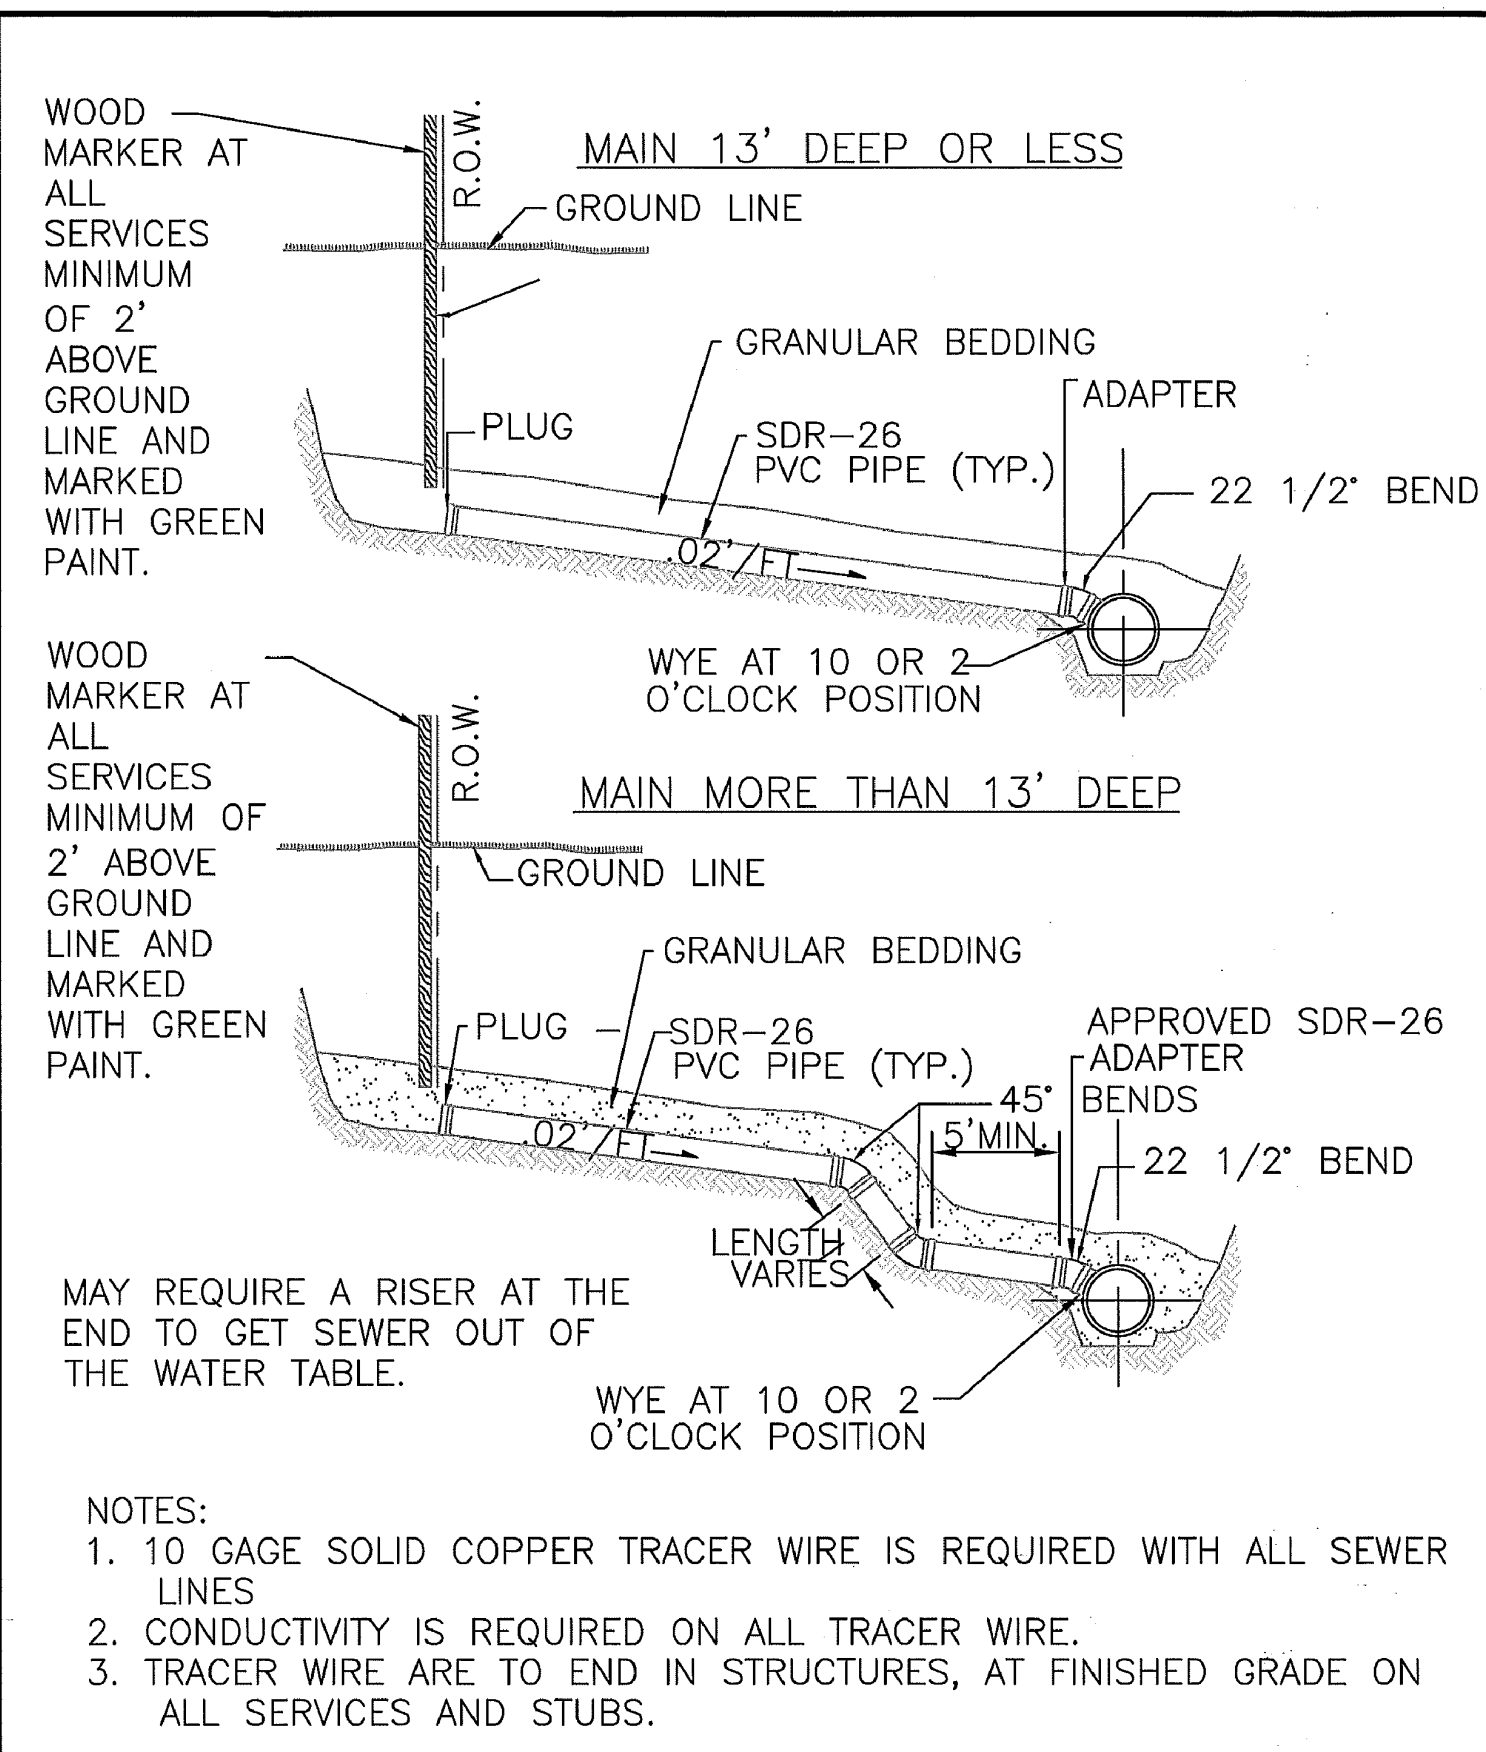 WOOD
MARKER AT
ALL
SERVICES
MINIMUM
OF 2'
ABOVE
GROUND
LINE AND
MARKED
WITH GREEN
PAINT.
R.O.W.
MAIN 13' DEEP OR LESS
GROUND LINE
GRANULAR BEDDING
ADAPTER
PLUG
SDR-26
PVC PIPE (TYP.)
22 1/2° BEND
.02'/FT
WYE AT 10 OR 2
O'CLOCK POSITION
WOOD
MARKER AT
ALL
SERVICES
MINIMUM OF
2' ABOVE
GROUND
LINE AND
MARKED
WITH GREEN
PAINT.
R.O.W.
MAIN MORE THAN 13' DEEP
GROUND LINE
GRANULAR BEDDING
PLUG
SDR-26
PVC PIPE (TYP.)
APPROVED SDR-26
ADAPTER
45° BENDS
5'MIN.
22 1/2° BEND
.02'/FT
LENGTH
VARIES
MAY REQUIRE A RISER AT THE
END TO GET SEWER OUT OF
THE WATER TABLE.
WYE AT 10 OR 2
O'CLOCK POSITION
NOTES:
1. 10 GAGE SOLID COPPER TRACER WIRE IS REQUIRED WITH ALL SEWER
LINES
2. CONDUCTIVITY IS REQUIRED ON ALL TRACER WIRE.
3. TRACER WIRE ARE TO END IN STRUCTURES, AT FINISHED GRADE ON
ALL SERVICES AND STUBS.